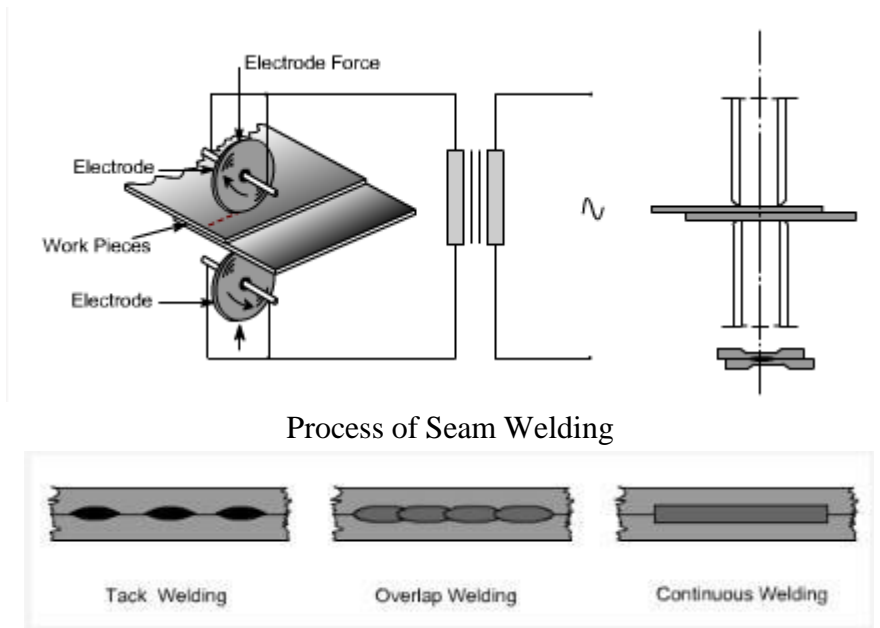 Electrode Force
Electrode
Work Pieces
Electrode
Process of Seam Welding
Tack Welding
Overlap Welding
Continuous Welding